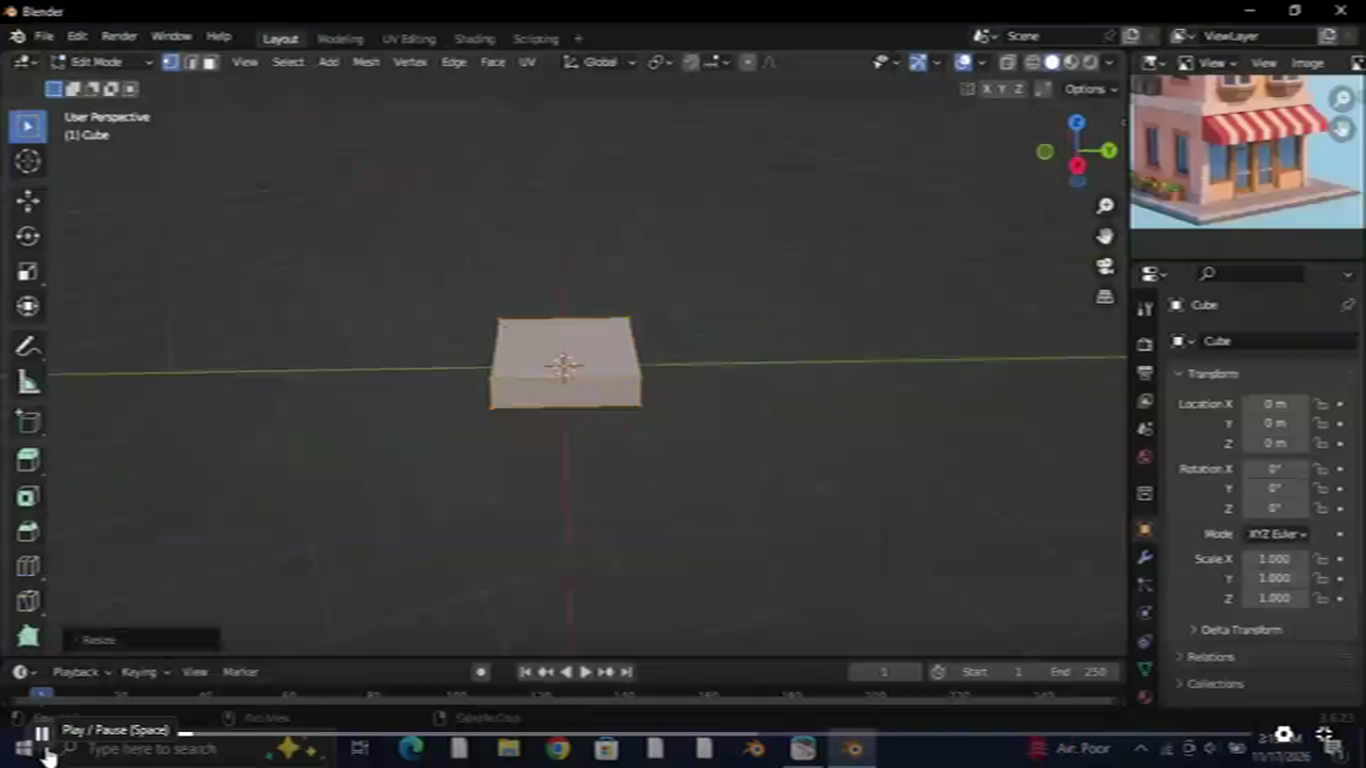 Blender
File Edit Render Window Help Layout Modeling UV Editing Shading Scripting + Scene ViewLayer
Edit Mode View Select Add Mesh Vertex Edge Face UV Global View View Image
X Y Z Options
User Perspective
(1) Cube
Z
Y
X
Cube
Cube
Transform
Location X 0 m
Y 0 m
Z 0 m
Rotation X 0°
Y 0°
Z 0°
Mode XYZ Euler
Scale X 1.000
Y 1.000
Z 1.000
Delta Transform
Relations
Collections
Resize
Playback Keying View Marker 1 Start 1 End 250
3.6.23
Play / Pause (Space)
Type here to search
Air: Poor